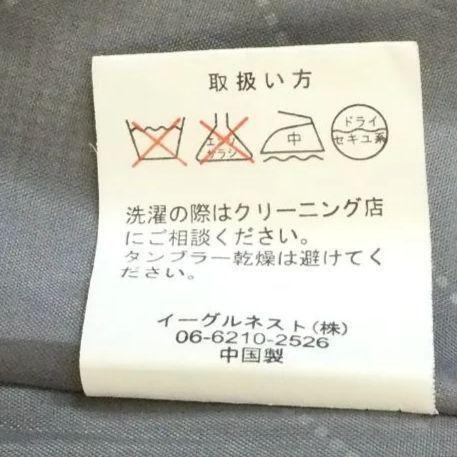 取扱い方
エンソ
サラシ
中
ドライ
セキユ系
洗濯の際はクリーニング店
にご相談ください。
タンブラー乾燥は避けてく
ださい。
イーグルネスト(株)
06-6210-2526
中国製